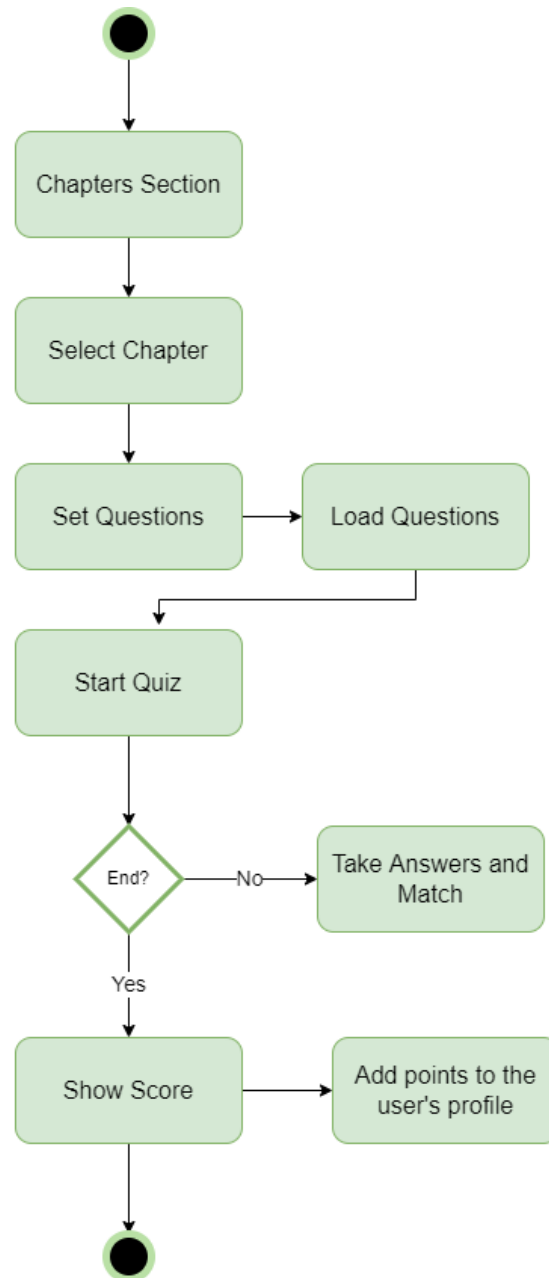 Chapters Section
Select Chapter
Set Questions
Load Questions
Start Quiz
End?
No
Take Answers and
Match
Yes
Show Score
Add points to the
user's profile